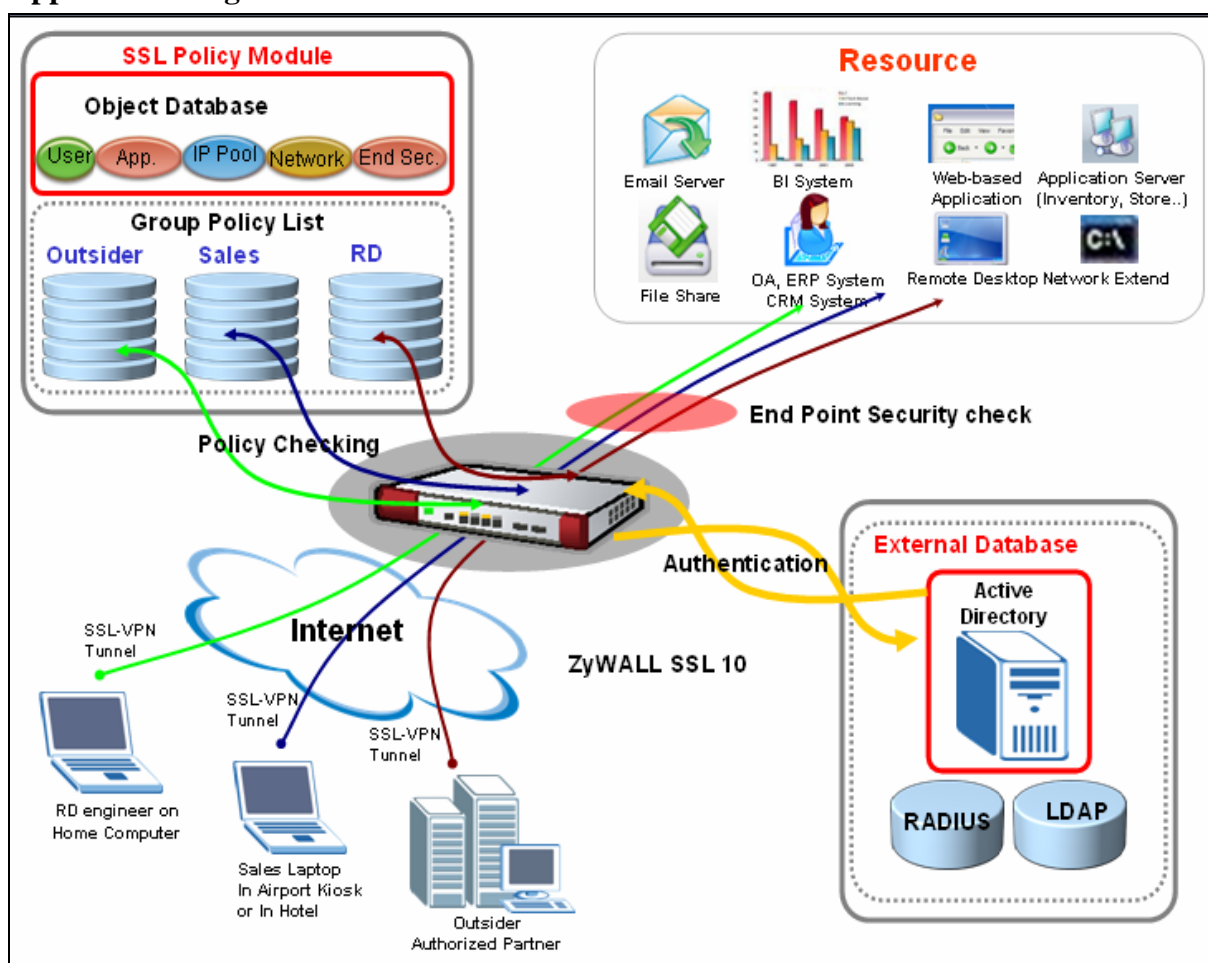 SSL Policy Module
Object Database
User
App.
IP Pool
Network
End Sec.
Group Policy List
Outsider
Sales
RD
Resource
Email Server
BI System
Web-based
Application
Application Server
(Inventory, Store..)
File Share
OA, ERP System
CRM System
Remote Desktop
Network Extend
File Edit View
Back
C:\
Policy Checking
End Point Security check
Authentication
Internet
ZyWALL SSL 10
SSL-VPN
Tunnel
SSL-VPN
Tunnel
SSL-VPN
Tunnel
RD engineer on
Home Computer
Sales Laptop
In Airport Kiosk
or In Hotel
Outsider
Authorized Partner
External Database
Active
Directory
RADIUS
LDAP